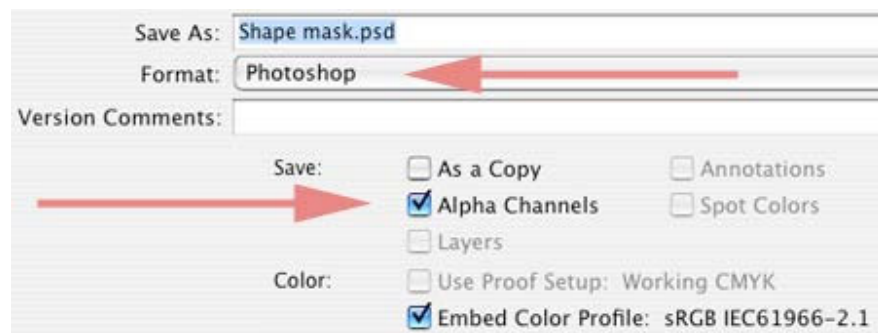 Save As: Shape mask.psd
Format: Photoshop
Version Comments:
Save: As a Copy Annotations
Alpha Channels Spot Colors
Layers
Color: Use Proof Setup: Working CMYK
Embed Color Profile: sRGB IEC61966-2.1